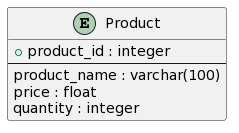 E Product
product_id : integer
product_name : varchar(100)
price : float
quantity : integer